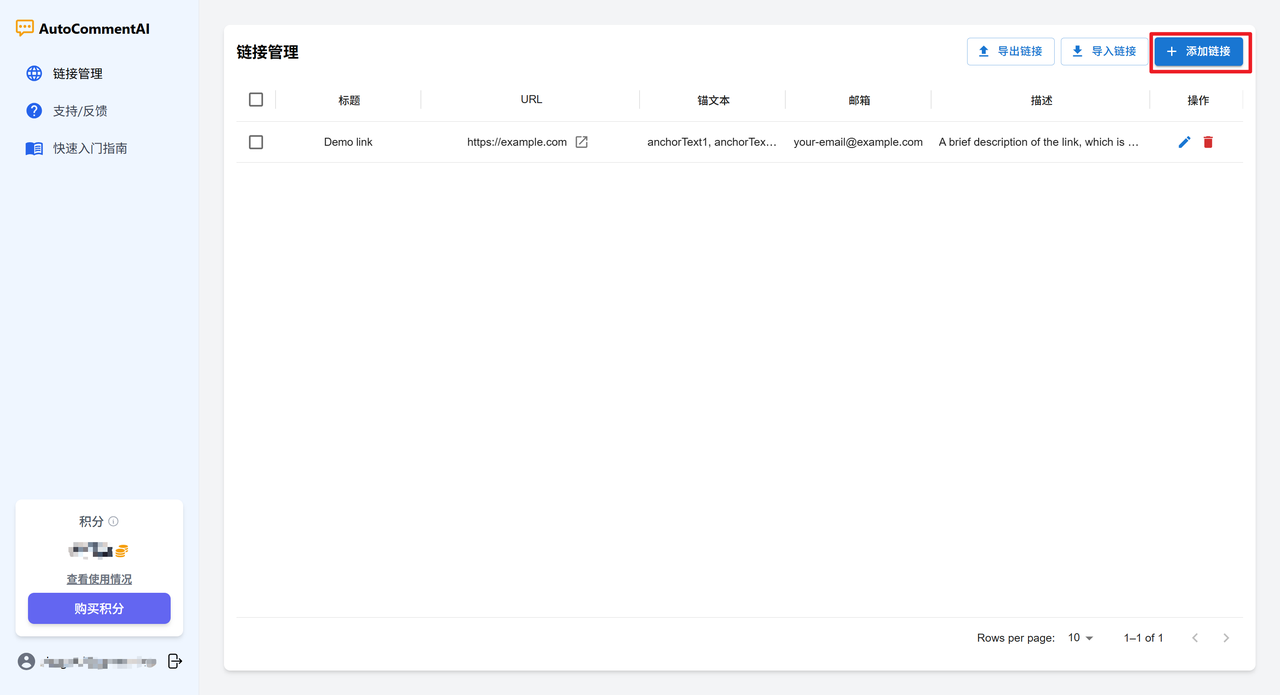 AutoCommentAI
链接管理
支持/反馈
快速入门指南
积分
查看使用情况
购买积分
链接管理
导出链接 导入链接 添加链接
标题 URL 锚文本 邮箱 描述 操作
Demo link https://example.com anchorText1, anchorTex… your-email@example.com A brief description of the link, which is …
Rows per page: 10 1–1 of 1